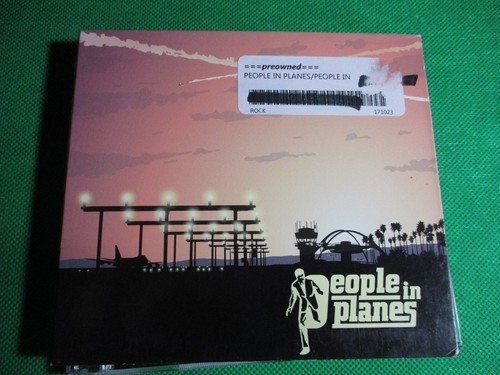 ===preowned===
PEOPLE IN PLANES/PEOPLE IN
ROCK 171023
People in
Planes